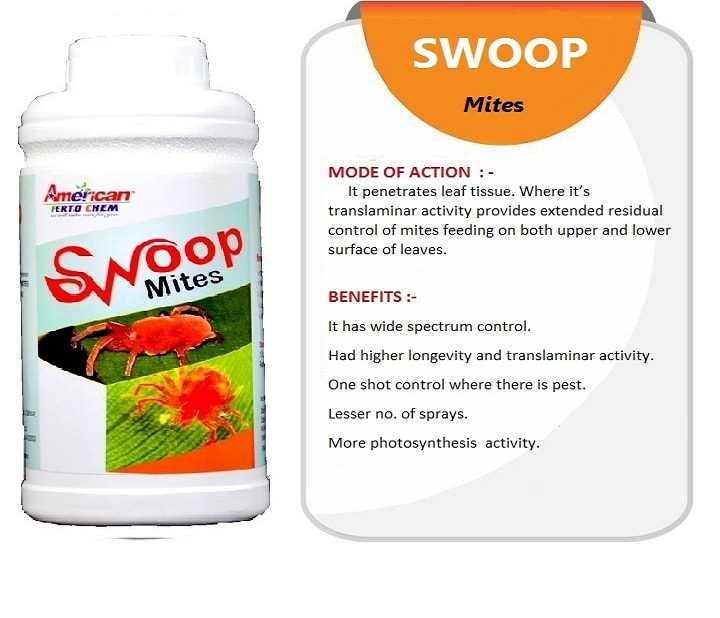 SWOOP
Mites
MODE OF ACTION : -
It penetrates leaf tissue. Where it's
translaminar activity provides extended residual
control of mites feeding on both upper and lower
surface of leaves.
BENEFITS :-
It has wide spectrum control.
Had higher longevity and translaminar activity.
One shot control where there is pest.
Lesser no. of sprays.
More photosynthesis activity.
American
FERTO CHEM
Swoop
Mites